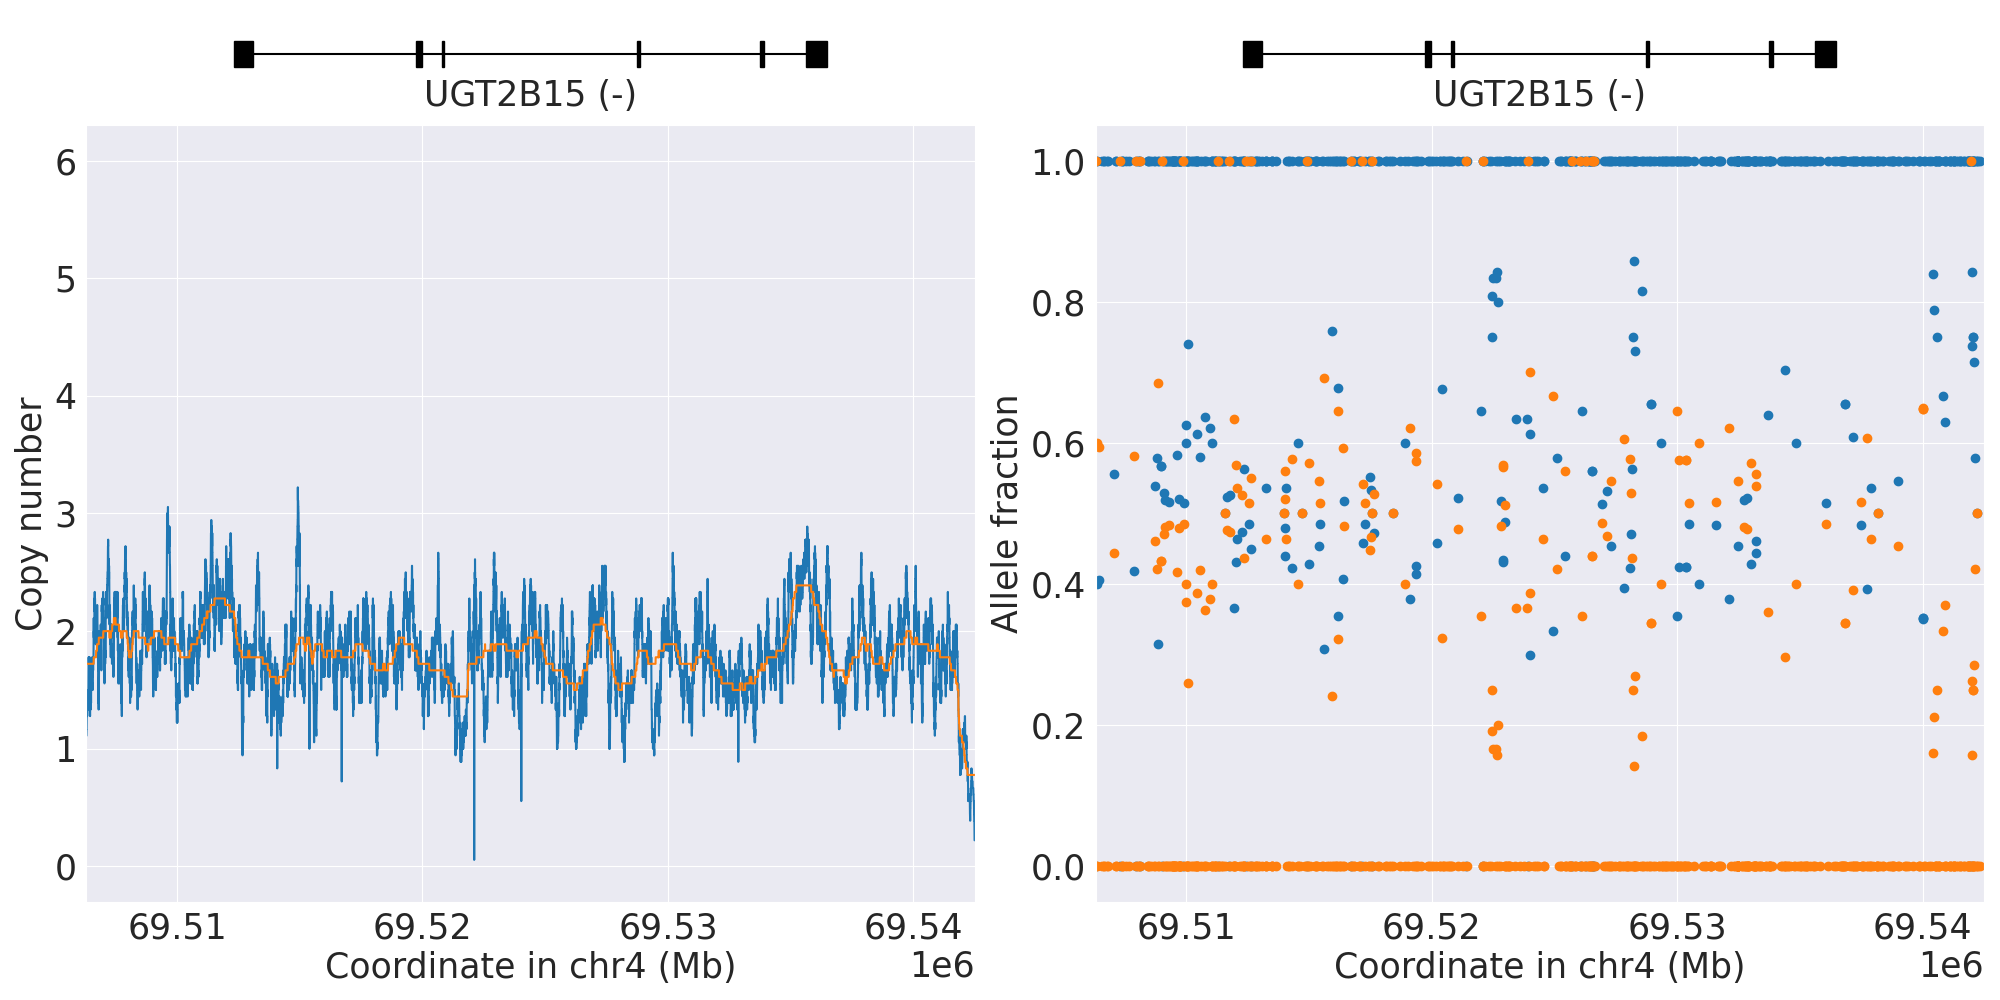 UGT2B15 (-)
6
5
4
3
2
1
0
Copy number
69.51 69.52 69.53 69.54
Coordinate in chr4 (Mb)
1e6
UGT2B15 (-)
1.0
0.8
0.6
0.4
0.2
0.0
Allele fraction
69.51 69.52 69.53 69.54
Coordinate in chr4 (Mb)
1e6